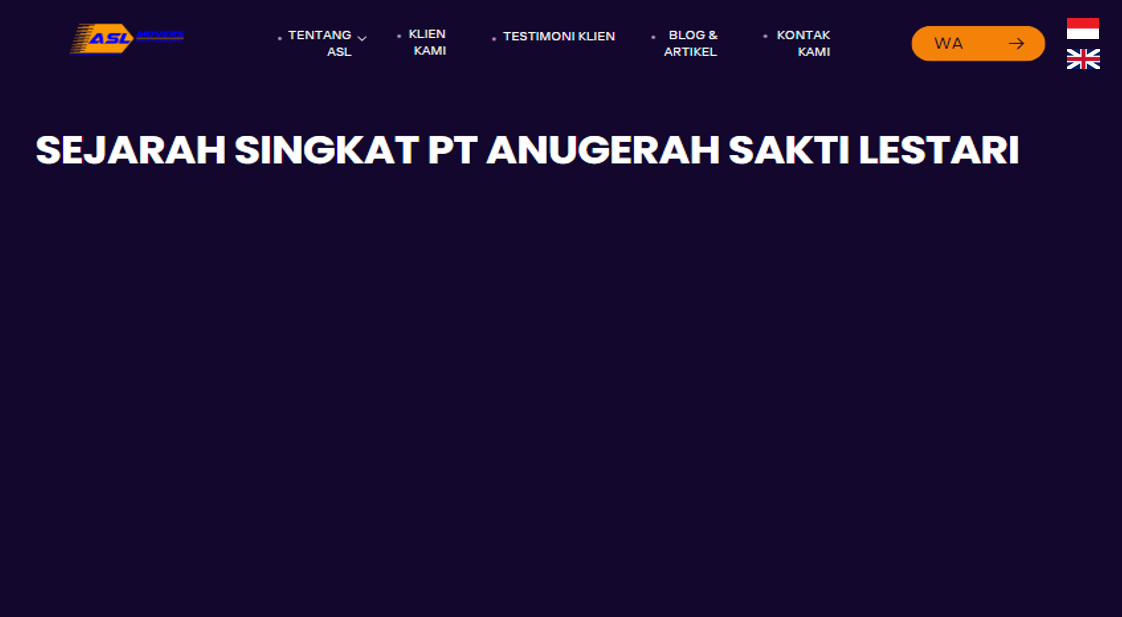 ASL MOVERS
TENTANG
ASL
KLIEN
KAMI
TESTIMONI KLIEN
BLOG &
ARTIKEL
KONTAK
KAMI
WA
SEJARAH SINGKAT PT ANUGERAH SAKTI LESTARI